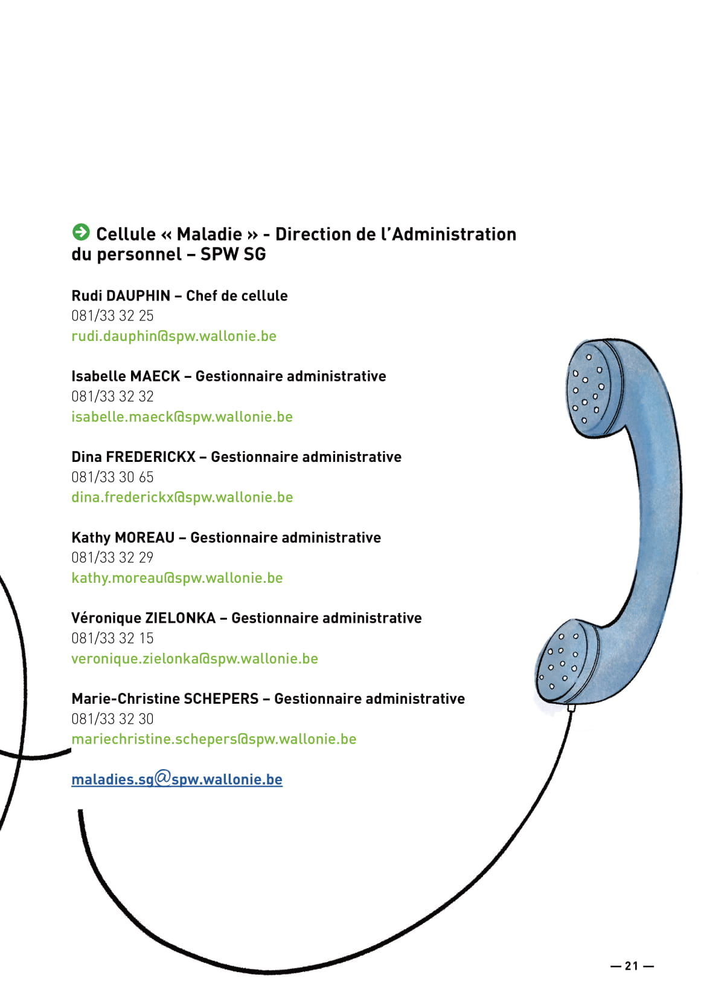 Cellule « Maladie » - Direction de l’Administration
du personnel – SPW SG
Rudi DAUPHIN – Chef de cellule
081/33 32 25
rudi.dauphin@spw.wallonie.be
Isabelle MAECK – Gestionnaire administrative
081/33 32 32
isabelle.maeck@spw.wallonie.be
Dina FREDERICKX – Gestionnaire administrative
081/33 30 65
dina.frederickx@spw.wallonie.be
Kathy MOREAU – Gestionnaire administrative
081/33 32 29
kathy.moreau@spw.wallonie.be
Véronique ZIELONKA – Gestionnaire administrative
081/33 32 15
veronique.zielonka@spw.wallonie.be
Marie-Christine SCHEPERS – Gestionnaire administrative
081/33 32 30
mariechristine.schepers@spw.wallonie.be
maladies.sg@spw.wallonie.be
— 21 —